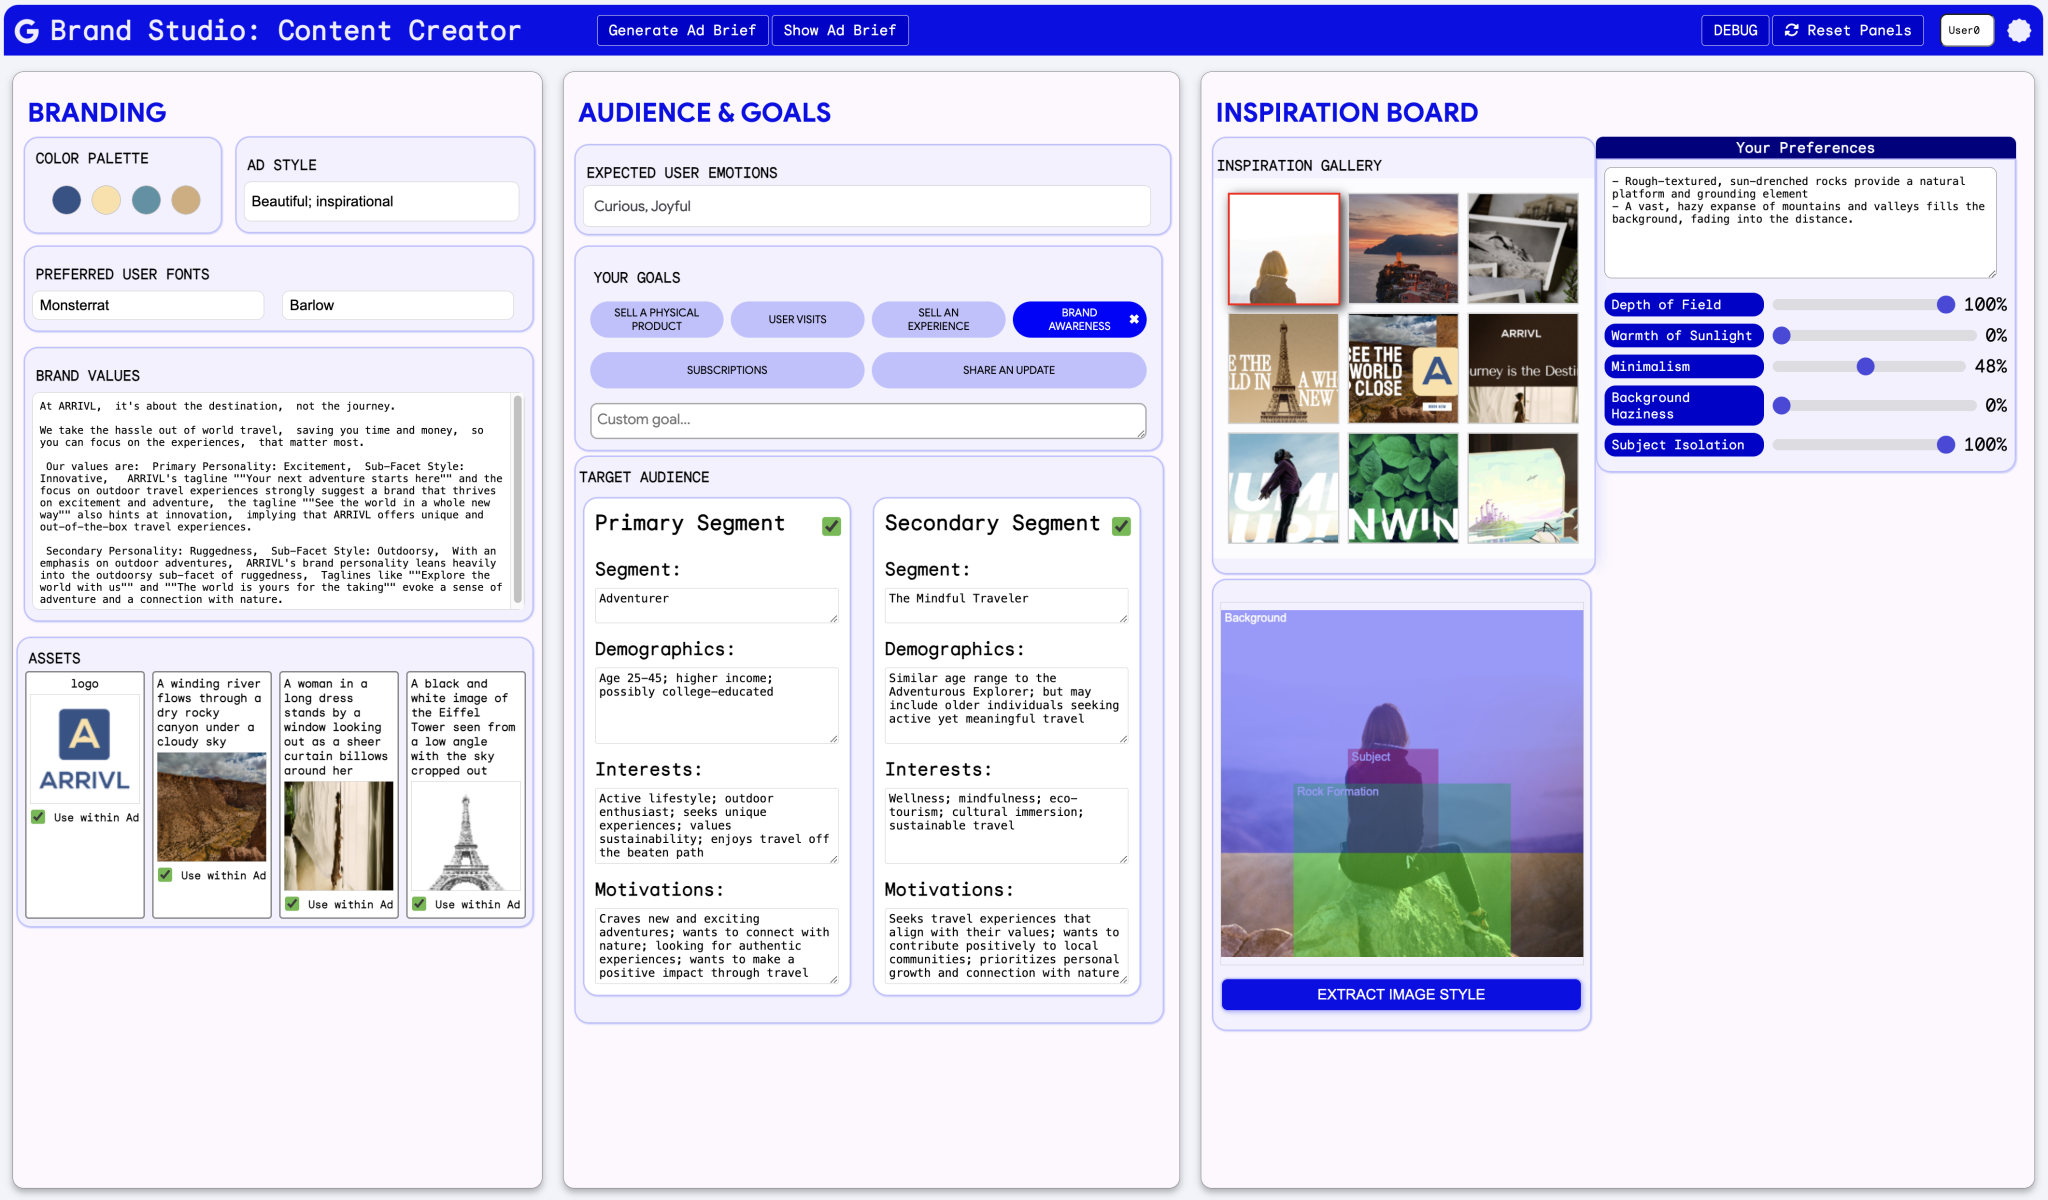 Brand Studio: Content Creator
Generate Ad Brief
Show Ad Brief
DEBUG
Reset Panels
User0
BRANDING
COLOR PALETTE
AD STYLE
Beautiful; inspirational
PREFERRED USER FONTS
Monsterrat
Barlow
BRAND VALUES
At ARRIVL,  it's about the destination,  not the journey.
We take the hassle out of world travel,  saving you time and money,  so
you can focus on the experiences,  that matter most.
Our values are:  Primary Personality: Excitement,  Sub-Facet Style:
Innovative,   ARRIVL's tagline ""Your next adventure starts here"" and the
focus on outdoor travel experiences strongly suggest a brand that thrives
on excitement and adventure,  the tagline ""See the world in a whole new
way"" also hints at innovation,  implying that ARRIVL offers unique and
out-of-the-box travel experiences.
Secondary Personality: Ruggedness,  Sub-Facet Style: Outdoorsy,  With an
emphasis on outdoor adventures,  ARRIVL's brand personality leans heavily
into the outdoorsy sub-facet of ruggedness,  Taglines like ""Explore the
world with us"" and ""The world is yours for the taking"" evoke a sense of
adventure and a connection with nature.
ASSETS
logo
A
ARRIVL
Use within Ad
A winding river
flows through a
dry rocky
canyon under a
cloudy sky
Use within Ad
A woman in a
long dress
stands by a
window looking
out as a sheer
curtain billows
around her
Use within Ad
A black and
white image of
the Eiffel
Tower seen from
a low angle
with the sky
cropped out
Use within Ad
AUDIENCE & GOALS
EXPECTED USER EMOTIONS
Curious, Joyful
YOUR GOALS
SELL A PHYSICAL
PRODUCT
USER VISITS
SELL AN
EXPERIENCE
BRAND
AWARENESS
SUBSCRIPTIONS
SHARE AN UPDATE
Custom goal...
TARGET AUDIENCE
Primary Segment
Segment:
Adventurer
Demographics:
Age 25-45; higher income;
possibly college-educated
Interests:
Active lifestyle; outdoor
enthusiast; seeks unique
experiences; values
sustainability; enjoys travel off
the beaten path
Motivations:
Craves new and exciting
adventures; wants to connect with
nature; looking for authentic
experiences; wants to make a
positive impact through travel
Secondary Segment
Segment:
The Mindful Traveler
Demographics:
Similar age range to the
Adventurous Explorer; but may
include older individuals seeking
active yet meaningful travel
Interests:
Wellness; mindfulness; eco-
tourism; cultural immersion;
sustainable travel
Motivations:
Seeks travel experiences that
align with their values; wants to
contribute positively to local
communities; prioritizes personal
growth and connection with nature
INSPIRATION BOARD
INSPIRATION GALLERY
E THE
LD IN
A WH
NEW
SEE THE
WORLD
P CLOSE
A
ARRIVL
urney is the Desti
UMP
UP!
NWIN
Background
Subject
Rock Formation
EXTRACT IMAGE STYLE
Your Preferences
- Rough-textured, sun-drenched rocks provide a natural
platform and grounding element
- A vast, hazy expanse of mountains and valleys fills the
background, fading into the distance.
Depth of Field
100%
Warmth of Sunlight
0%
Minimalism
48%
Background
Haziness
0%
Subject Isolation
100%